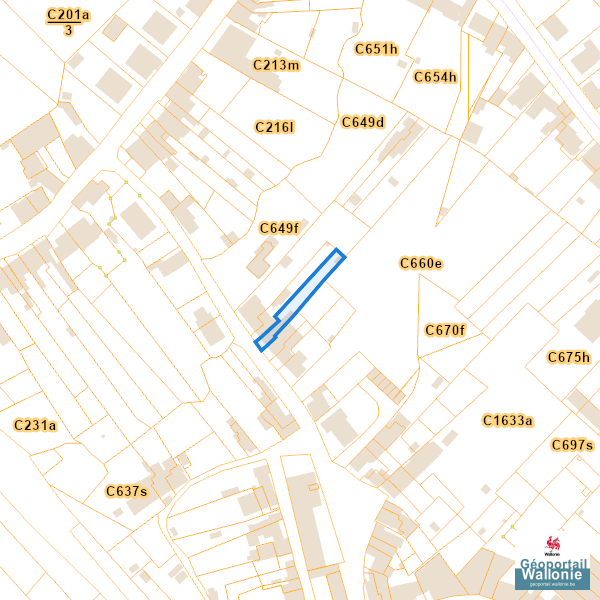 C201a
3
C651h
C213m
C654h
C216l
C649d
C649f
C660e
C670f
C675h
C231a
C1633a
C697s
C637s
Wallonie
Géoportail
Wallonie
geoportail.wallonie.be